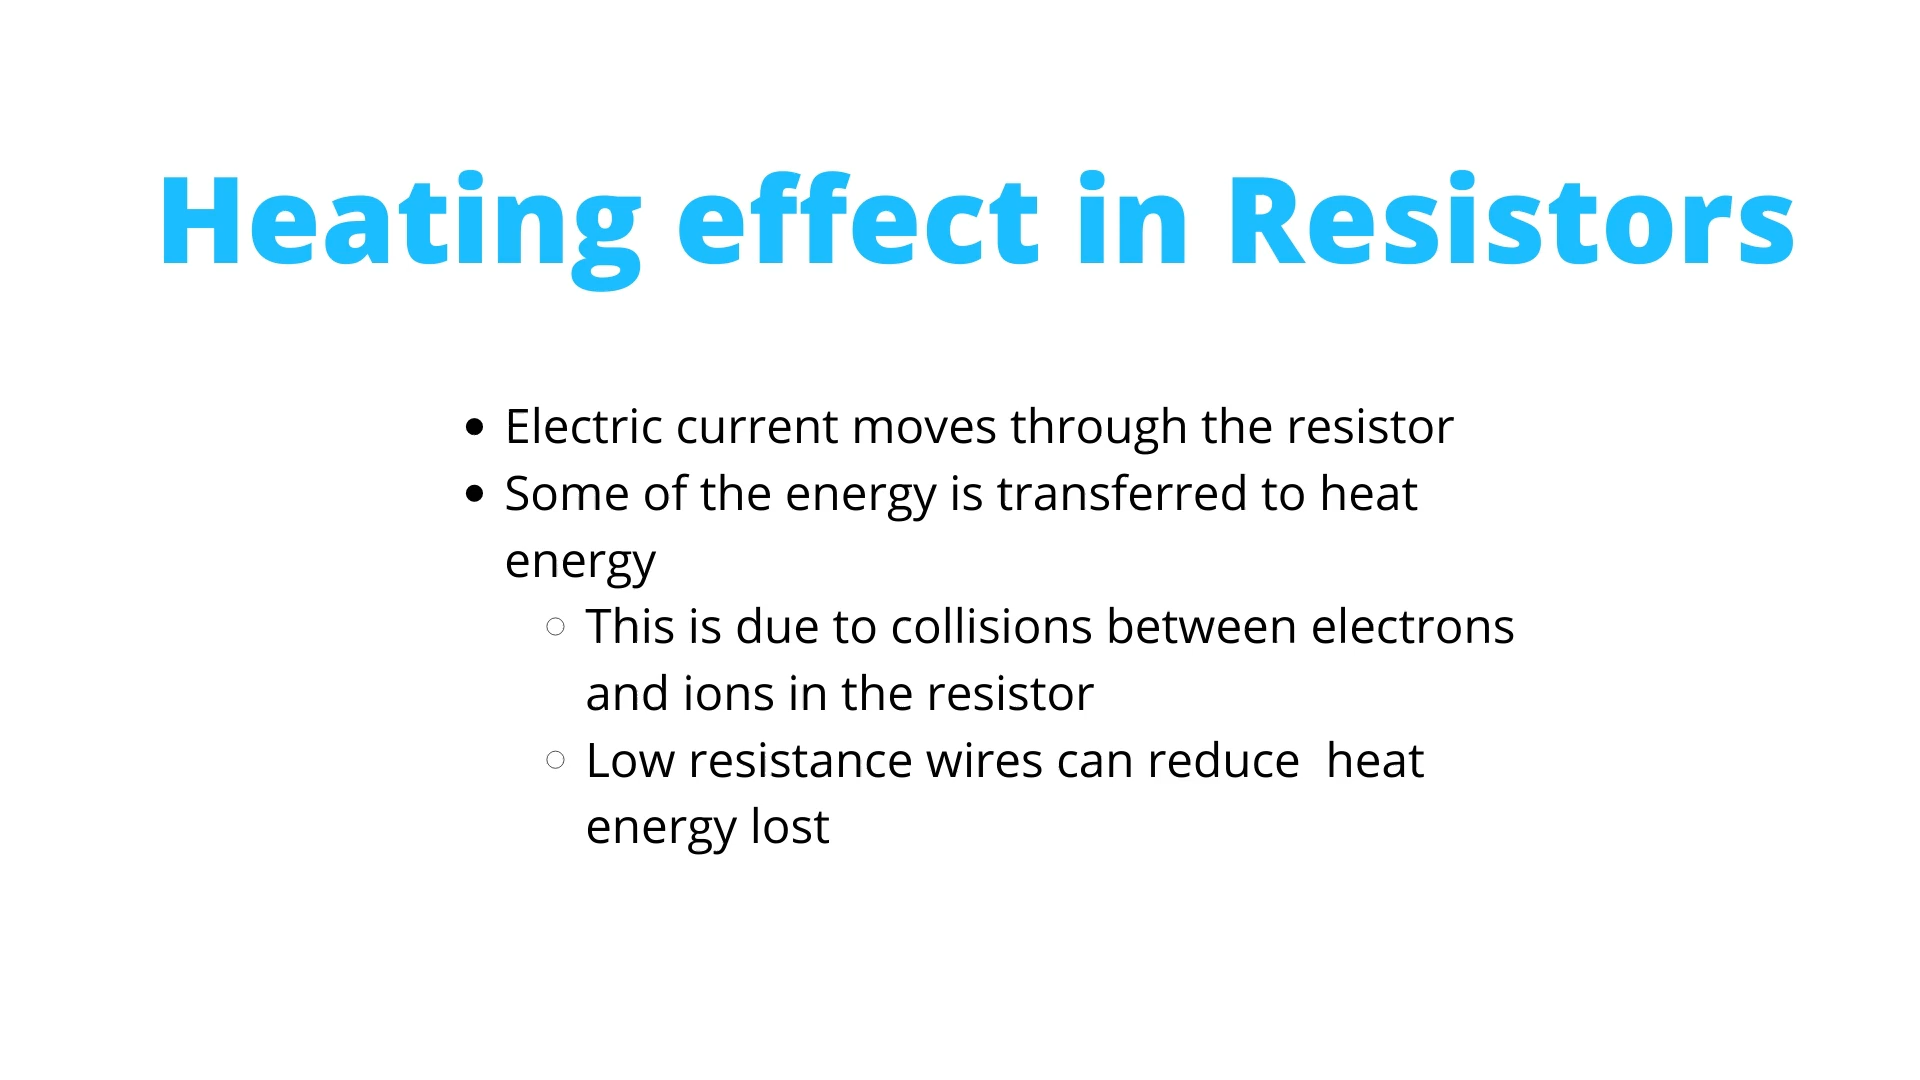 Heating effect in Resistors
• Electric current moves through the resistor
• Some of the energy is transferred to heat
energy
○ This is due to collisions between electrons
and ions in the resistor
○ Low resistance wires can reduce  heat
energy lost